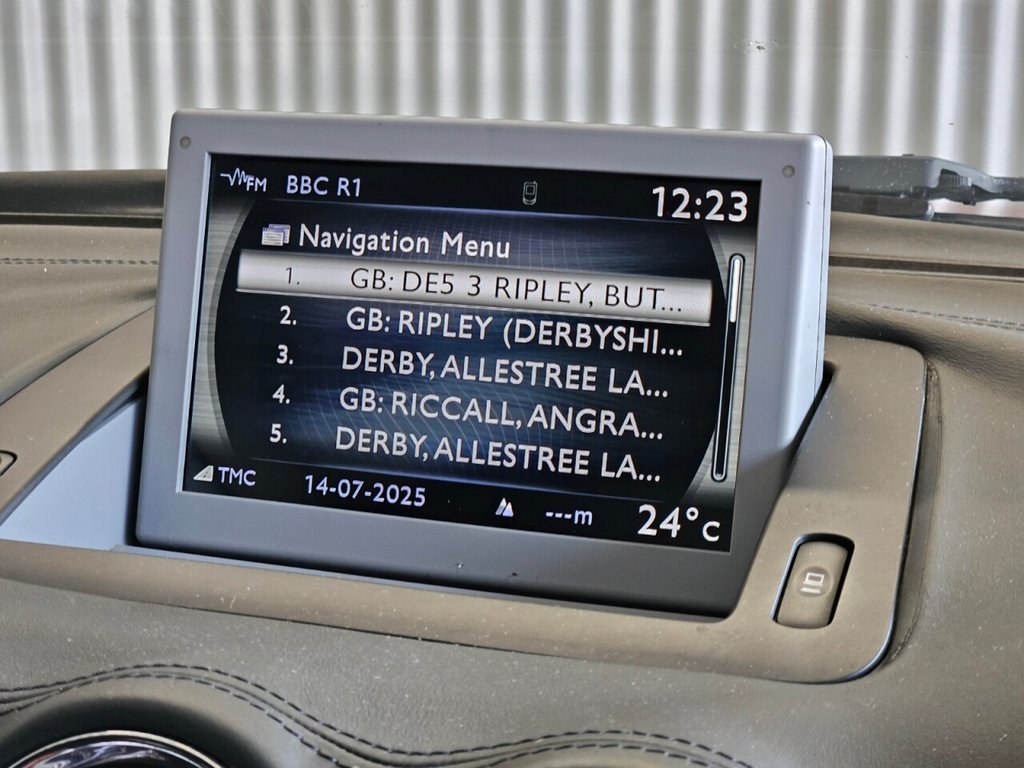 FM BBC R1 12:23
Navigation Menu
1. GB: DE5 3 RIPLEY, BUT...
2. GB: RIPLEY (DERBYSHI...
3. DERBY, ALLESTREE LA...
4. GB: RICCALL, ANGRA...
5. DERBY, ALLESTREE LA...
TMC 14-07-2025 ---m 24°c